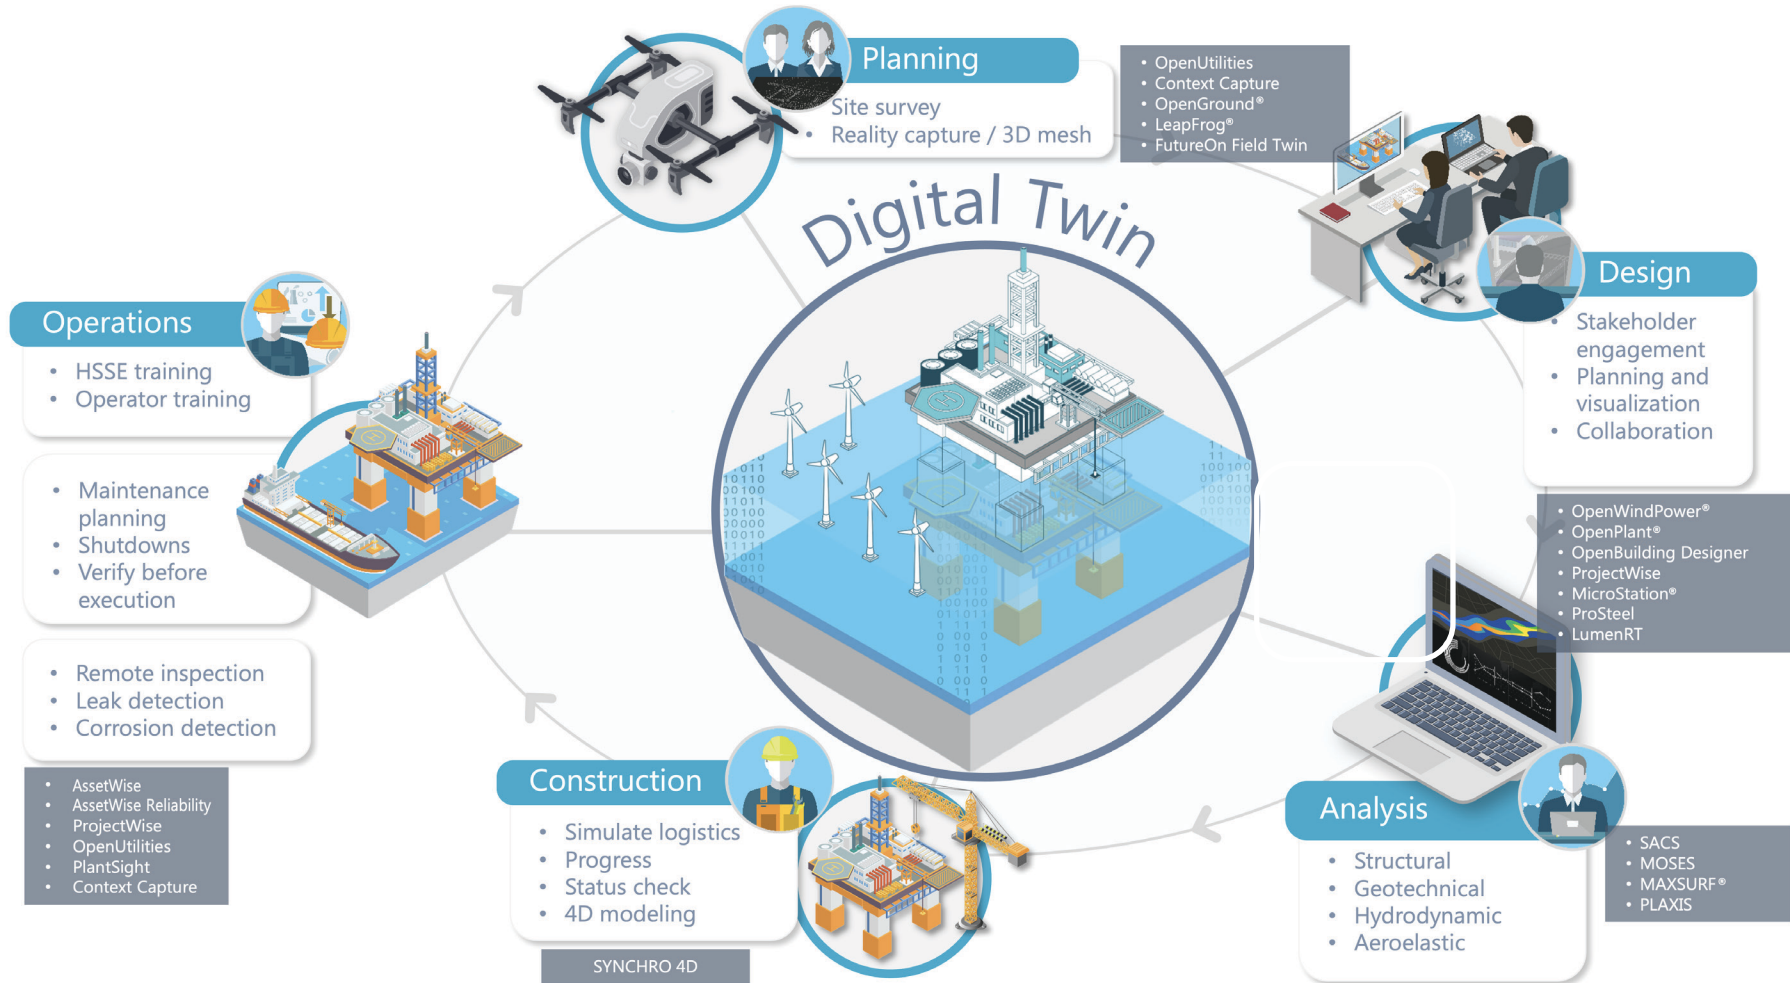 Planning
Site survey
• Reality capture / 3D mesh
• OpenUtilities
• Context Capture
• OpenGround®
• LeapFrog®
• FutureOn Field Twin
Digital Twin
Design
• Stakeholder
engagement
• Planning and
visualization
• Collaboration
• OpenWindPower®
• OpenPlant®
• OpenBuilding Designer
• ProjectWise
• MicroStation®
• ProSteel
• LumenRT
Analysis
• Structural
• Geotechnical
• Hydrodynamic
• Aeroelastic
• SACS
• MOSES
• MAXSURF®
• PLAXIS
Construction
• Simulate logistics
• Progress
• Status check
• 4D modeling
SYNCHRO 4D
Operations
• HSSE training
• Operator training
• Maintenance
planning
• Shutdowns
• Verify before
execution
• Remote inspection
• Leak detection
• Corrosion detection
• AssetWise
• AssetWise Reliability
• ProjectWise
• OpenUtilities
• PlantSight
• Context Capture